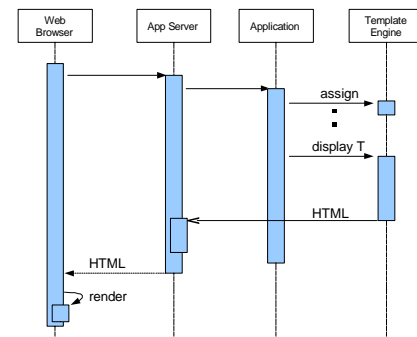 Web
Browser
App Server
Application
Template
Engine
assign
display T
HTML
HTML
render